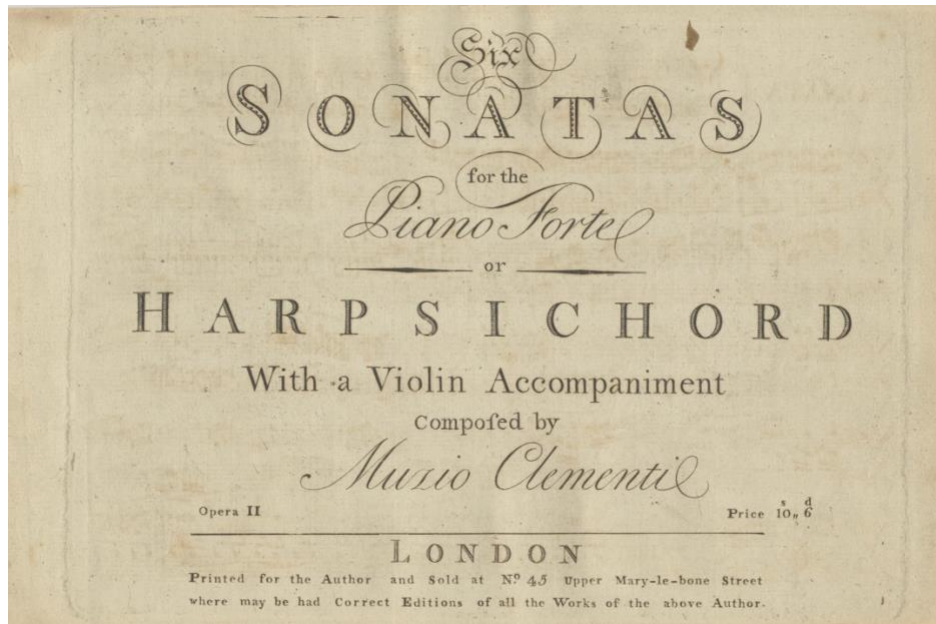 Six
SONATAS
for the
Piano Forte
or
HARPSICHORD
With a Violin Accompaniment
Compoſed by
Muzio Clementi
Opera II Price 10„ 6 s d
LONDON
Printed for the Author and Sold at Nº 45 Upper Mary-le-bone Street
where may be had Correct Editions of all the Works of the above Author.